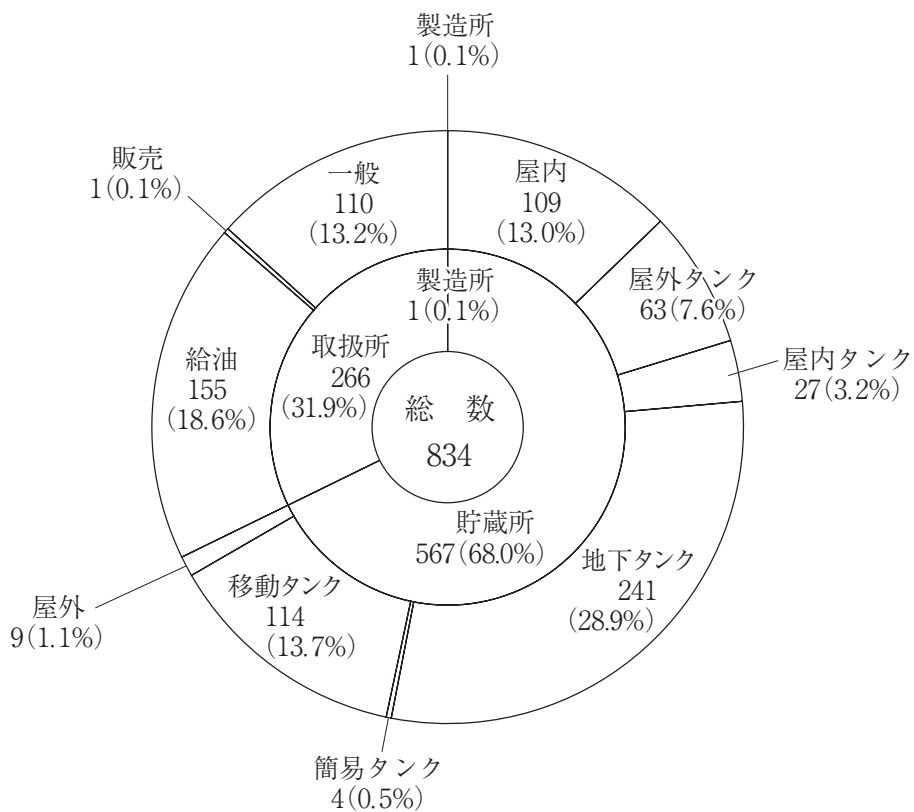 製造所
1(0.1%)
販売
1(0.1%)
一般
110
(13.2%)
屋内
109
(13.0%)
製造所
1(0.1%)
屋外タンク
63(7.6%)
屋内タンク
27(3.2%)
取扱所
266
(31.9%)
給油
155
(18.6%)
総 数
834
貯蔵所
567(68.0%)
地下タンク
241
(28.9%)
移動タンク
114
(13.7%)
屋外
9(1.1%)
簡易タンク
4(0.5%)